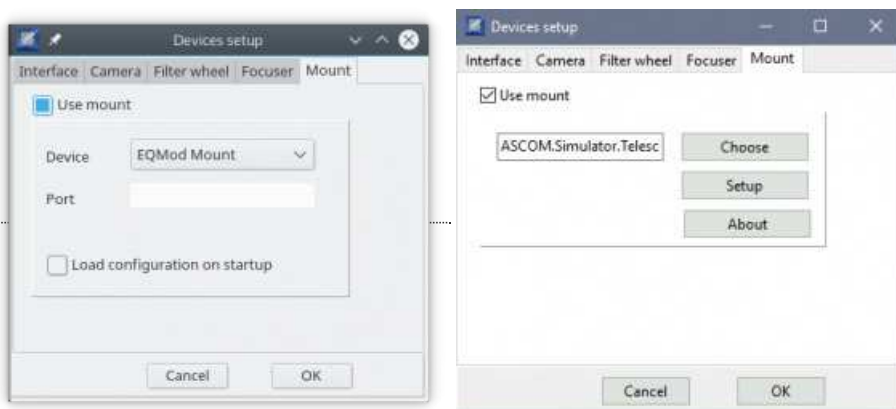 Devices setup
Interface Camera Filter wheel Focuser Mount
Use mount
Device EQMod Mount
Port
Load configuration on startup
Cancel OK
Devices setup
Interface Camera Filter wheel Focuser Mount
Use mount
ASCOM.Simulator.Telesc Choose
Setup
About
Cancel OK